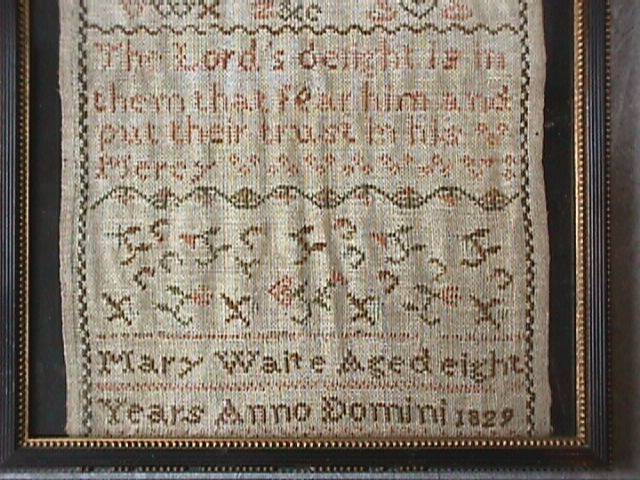 &c
The Lord's delight is in
them that fear him and
put their trust in his
Mercy
Mary Waite Aged eight
Years Anno Domini 1829